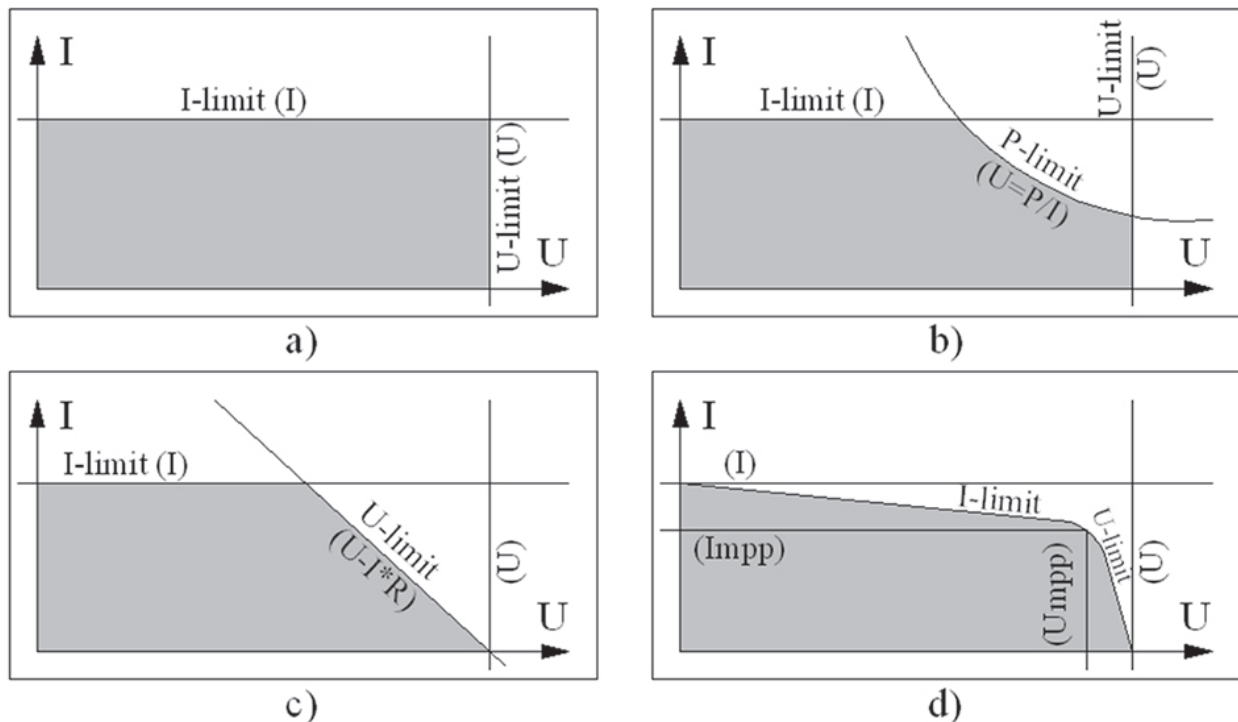 I
I-limit (I)
U-limit (U)
U
a)
I
I-limit (I)
U-limit
(U)
P-limit
(U=P/I)
U
b)
I
I-limit (I)
U-limit
(U-I*R)
(U)
U
c)
I
(I)
I-limit
U-limit
(U)
(Impp)
(Umpp)
U
d)